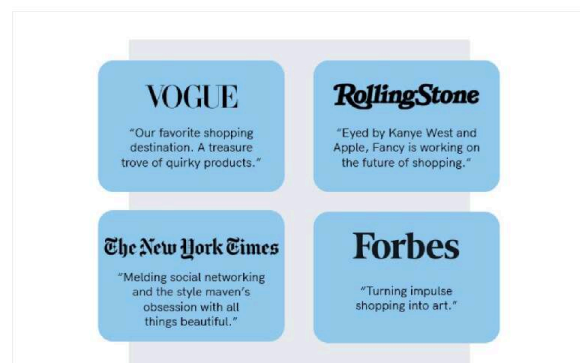 VOGUE
“Our favorite shopping
destination. A treasure
trove of quirky products.”
RollingStone
“Eyed by Kanye West and
Apple, Fancy is working on
the future of shopping.”
The New York Times
“Melding social networking
and the style maven’s
obsession with all
things beautiful.”
Forbes
“Turning impulse
shopping into art.”